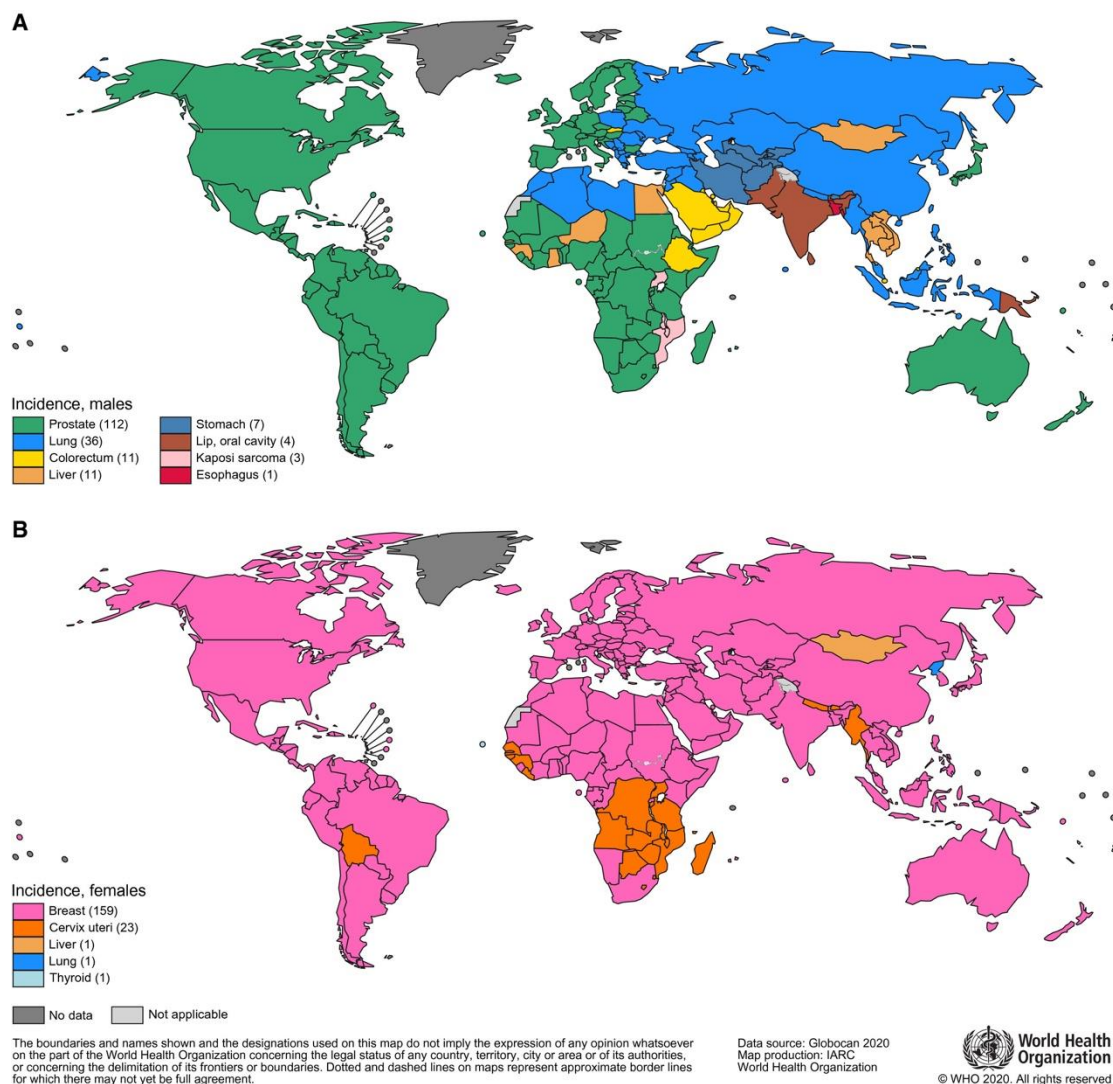 A
Incidence, males
Prostate (112)
Lung (36)
Colorectum (11)
Liver (11)
Stomach (7)
Lip, oral cavity (4)
Kaposi sarcoma (3)
Esophagus (1)
B
Incidence, females
Breast (159)
Cervix uteri (23)
Liver (1)
Lung (1)
Thyroid (1)
No data
Not applicable
The boundaries and names shown and the designations used on this map do not imply the expression of any opinion whatsoever
on the part of the World Health Organization concerning the legal status of any country, territory, city or area or of its authorities,
or concerning the delimitation of its frontiers or boundaries. Dotted and dashed lines on maps represent approximate border lines
for which there may not yet be full agreement.
Data source: Globocan 2020
Map production: IARC
World Health Organization
World Health
Organization
© WHO 2020. All rights reserved